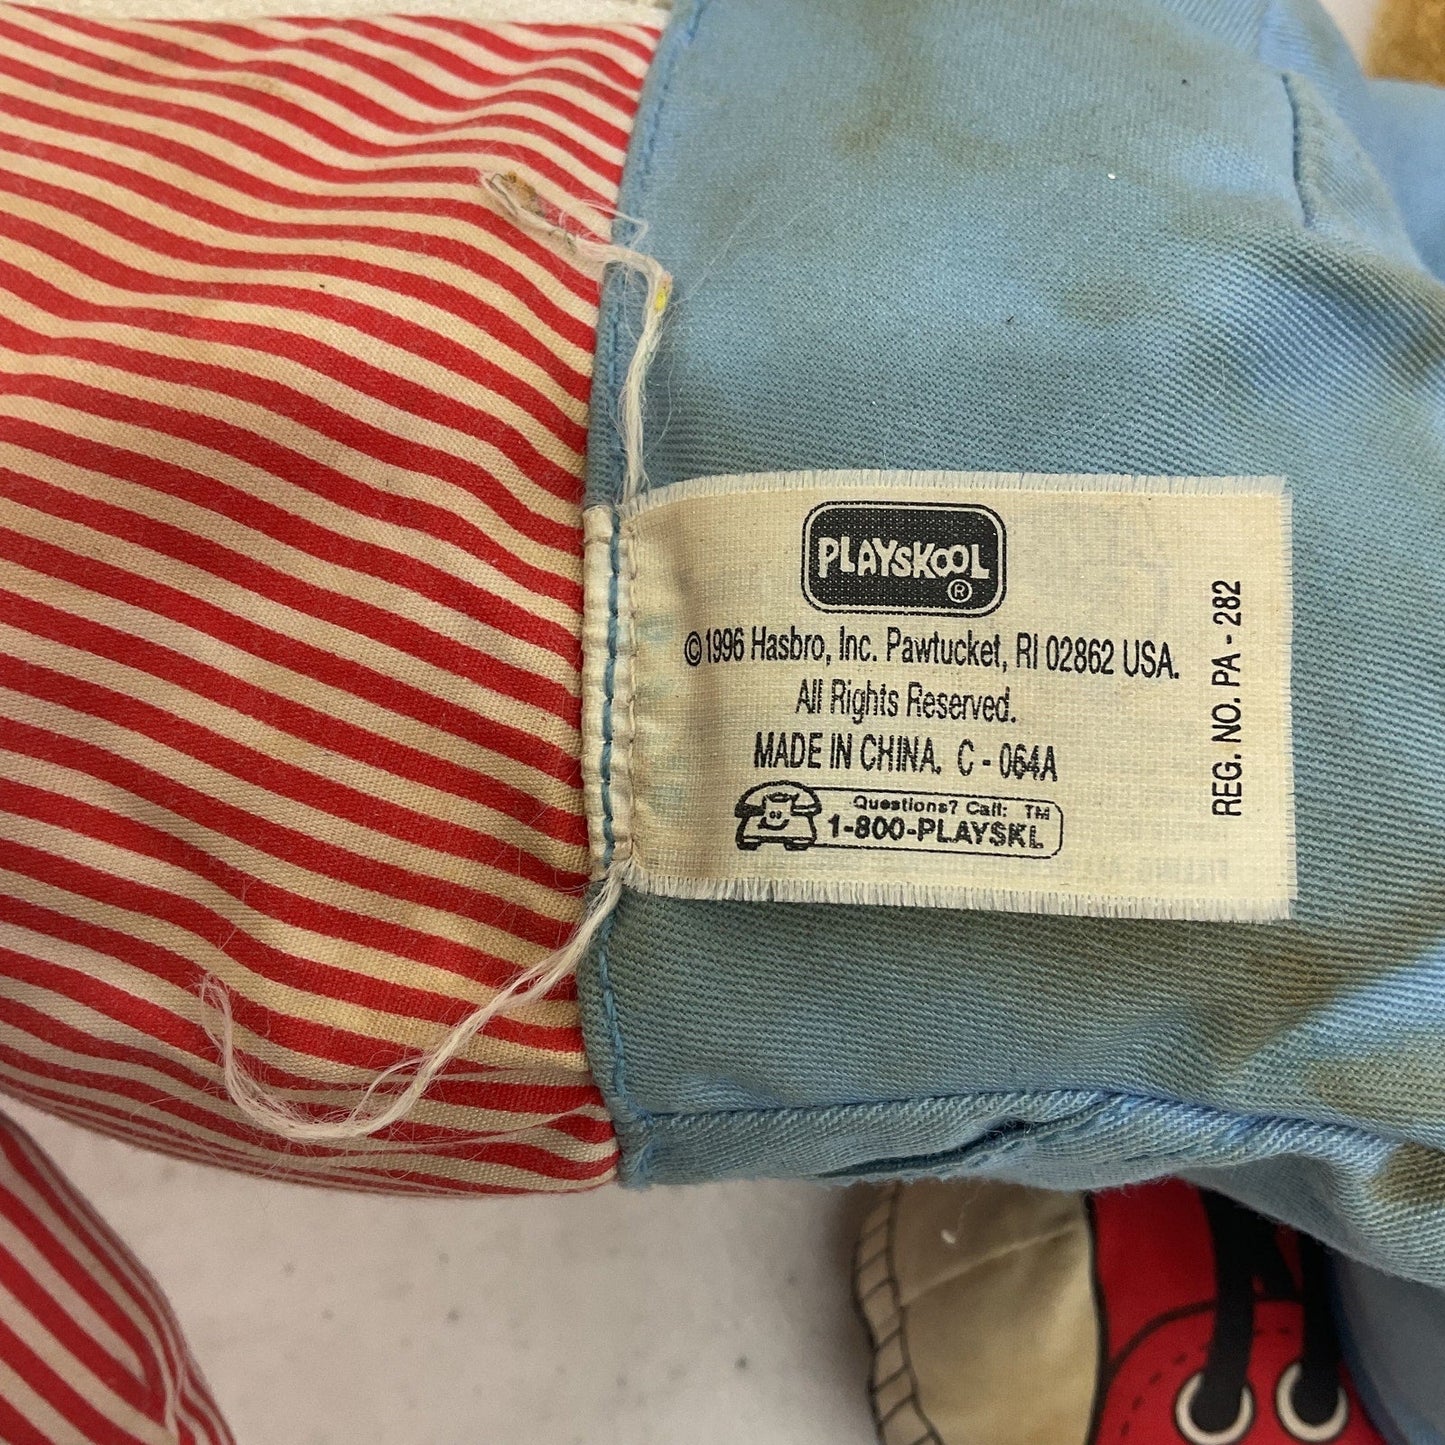 PLAYSKOOL®
©1996 Hasbro, Inc. Pawtucket, RI 02862 USA.
All Rights Reserved.
MADE IN CHINA. C - 064A
Questions? Call: TM
1-800-PLAYSKL
REG. NO. PA - 282